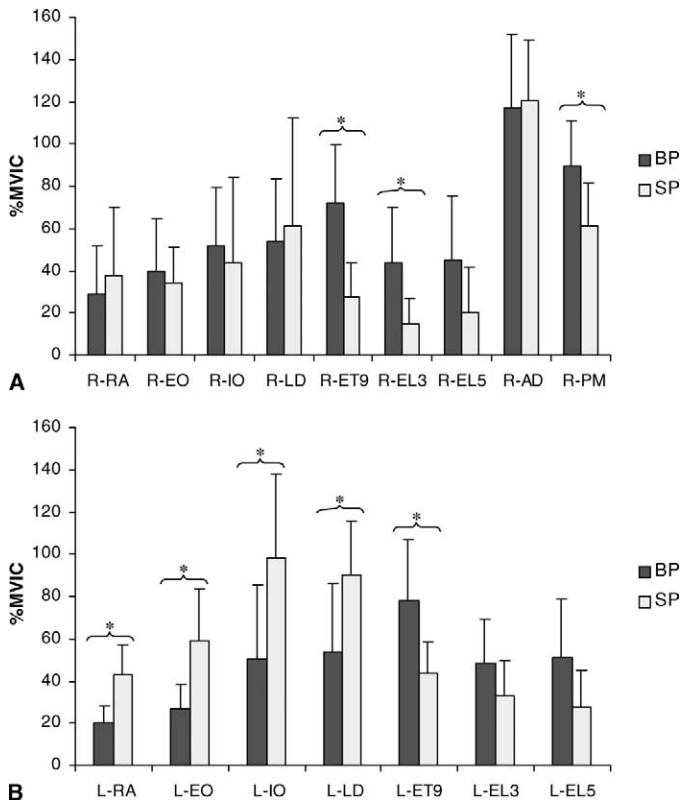 160
140
120
100
80
60
40
20
0
%MVIC
* * *
BP
SP
R-RA R-EO R-IO R-LD R-ET9 R-EL3 R-EL5 R-AD R-PM
A
160
140
120
100
80
60
40
20
0
%MVIC
* * * * *
BP
SP
L-RA L-EO L-IO L-LD L-ET9 L-EL3 L-EL5
B